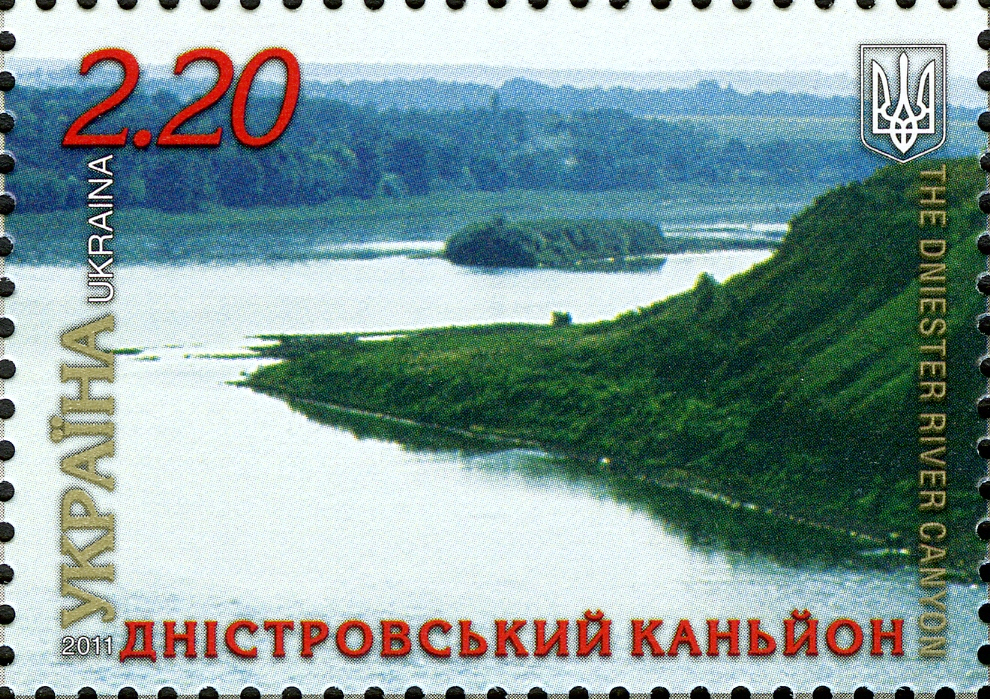 2.20
UKRAINA
УКРАЇНА
THE DNIESTER RIVER CANYON
2011
ДНІСТРОВСЬКИЙ КАНЬЙОН